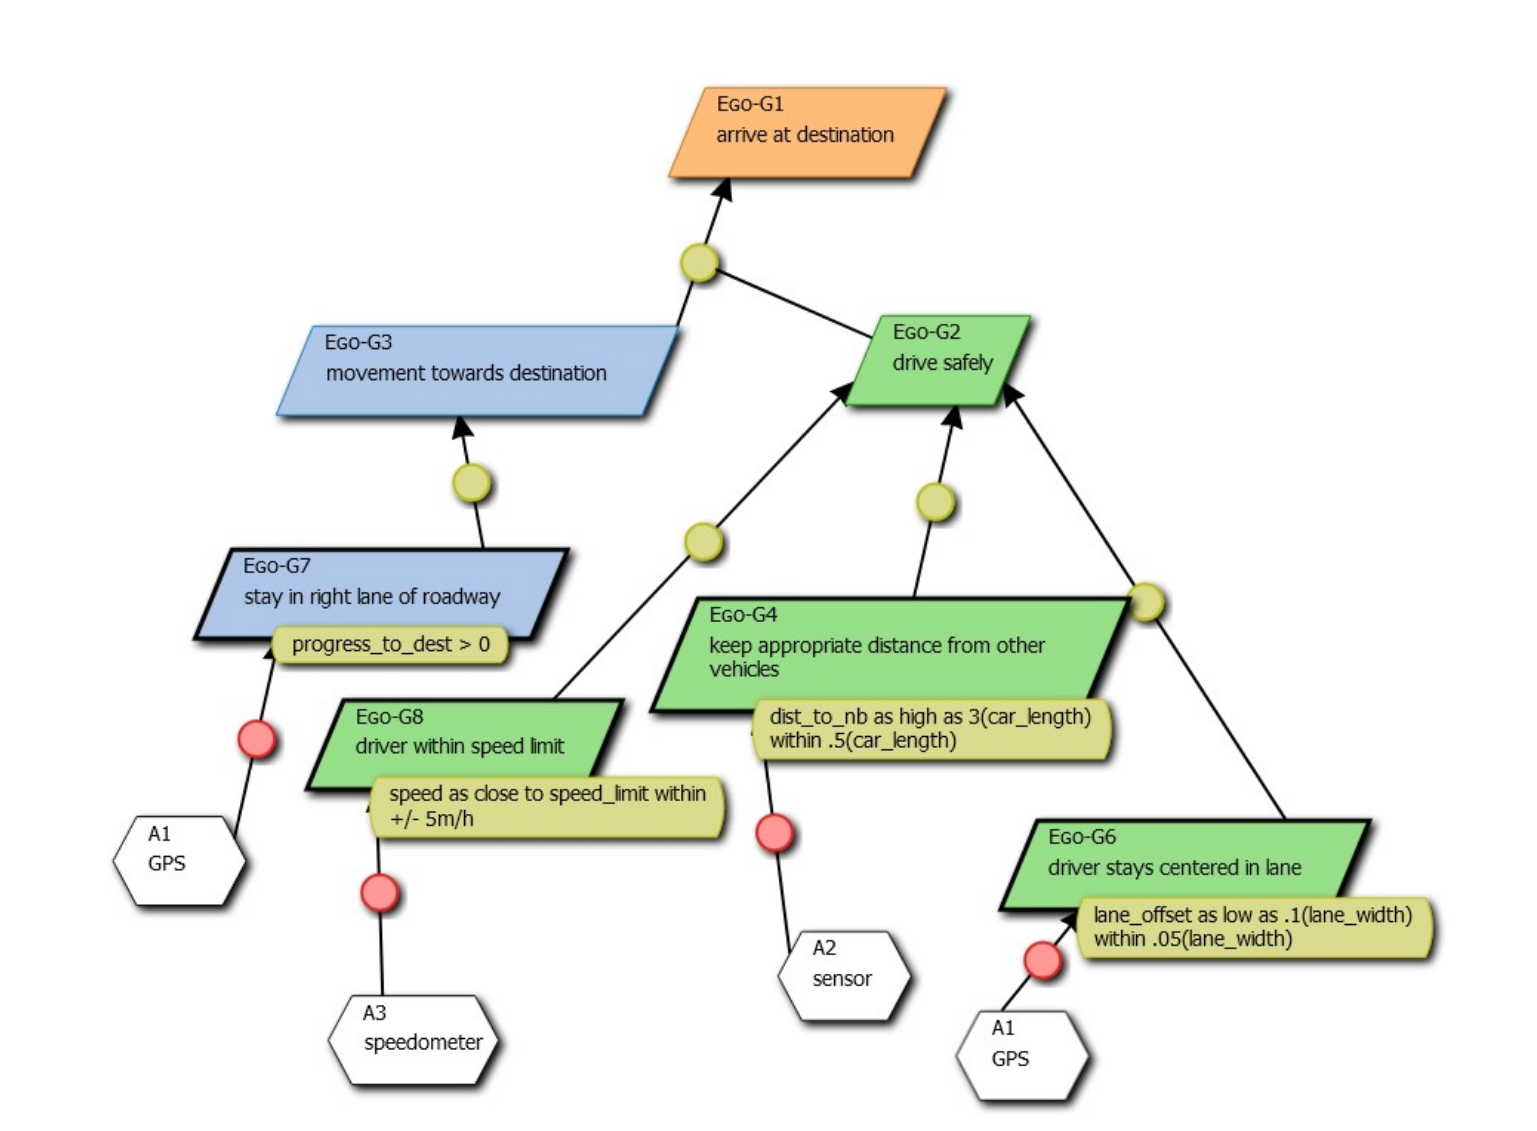 Ego-G1
arrive at destination
Ego-G3
movement towards destination
Ego-G2
drive safely
Ego-G7
stay in right lane of roadway
progress_to_dest > 0
Ego-G4
keep appropriate distance from other
vehicles
dist_to_nb as high as 3(car_length)
within .5(car_length)
Ego-G8
driver within speed limit
speed as close to speed_limit within
+/- 5m/h
A1
GPS
Ego-G6
driver stays centered in lane
lane_offset as low as .1(lane_width)
within .05(lane_width)
A2
sensor
A3
speedometer
A1
GPS